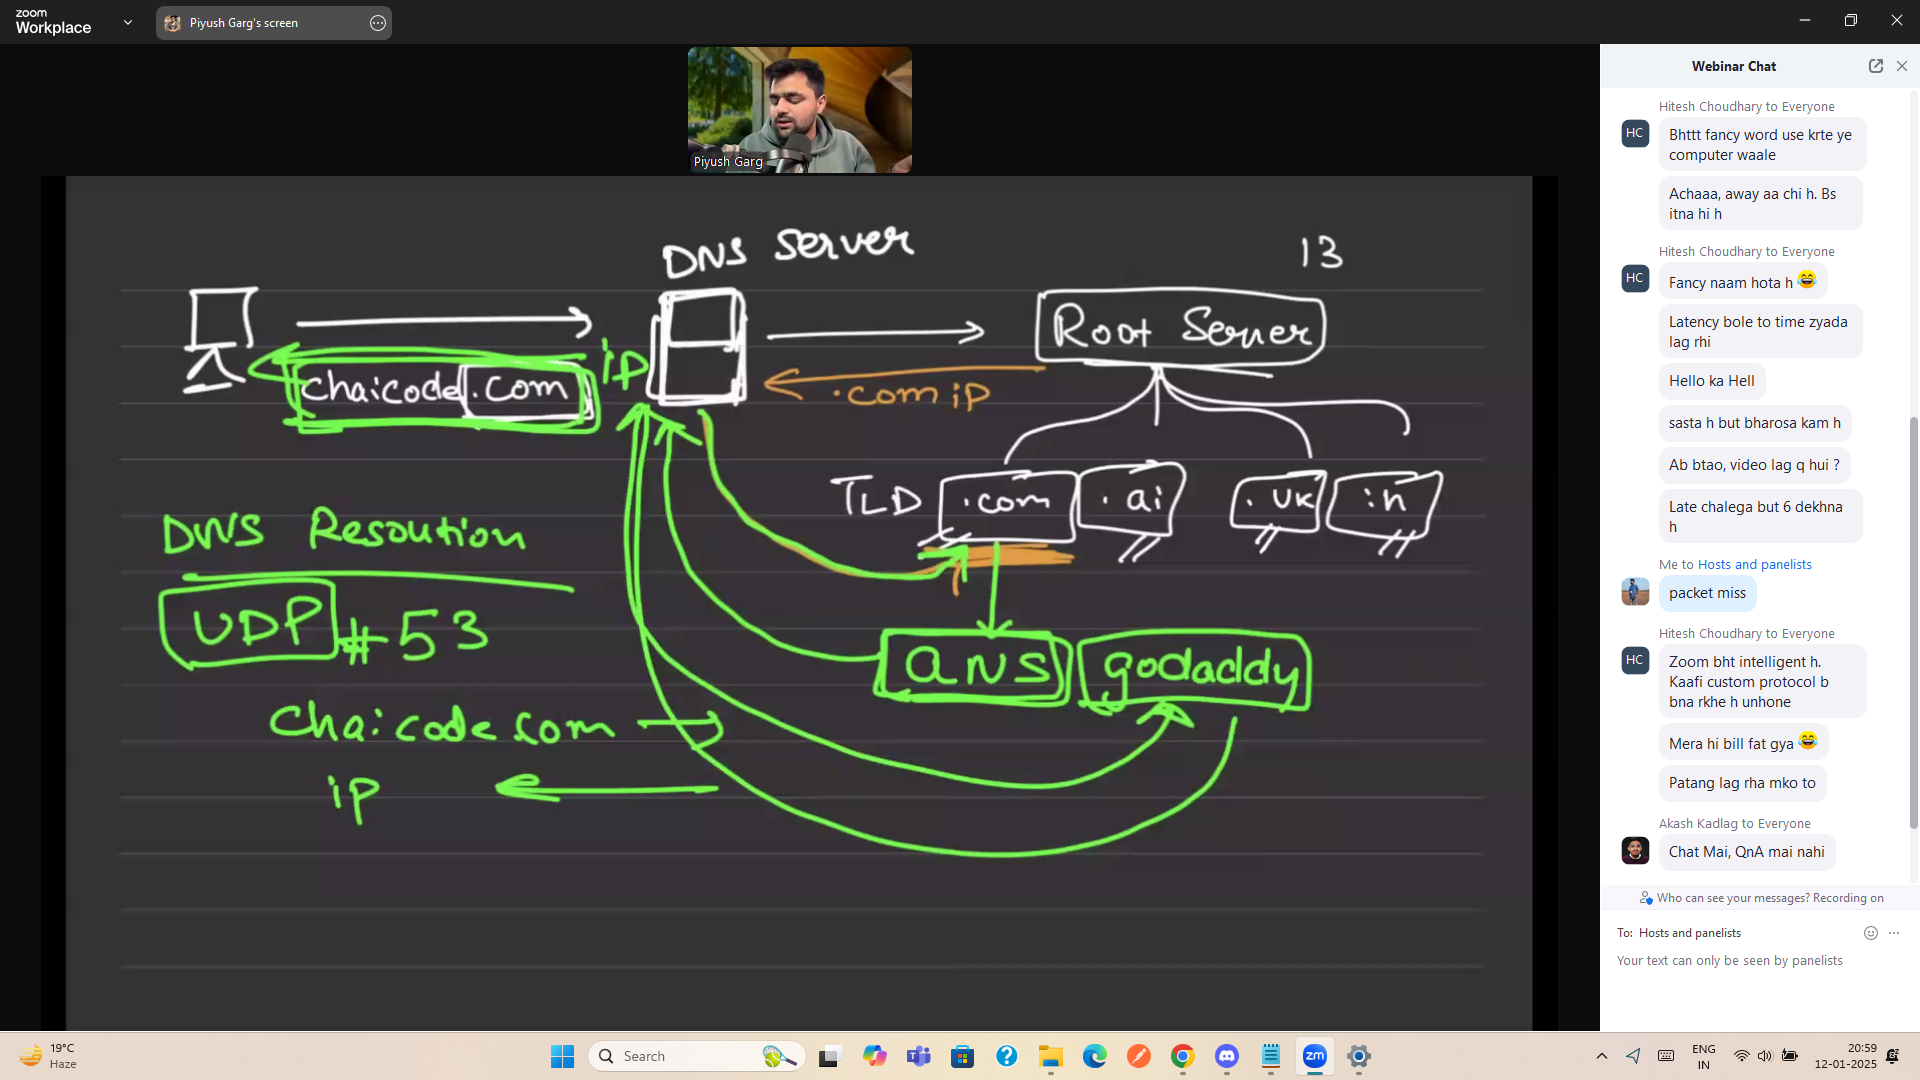 zoom
Workplace
Piyush Garg's screen
Piyush Garg
DNS Server
13
Root Server
ip
chaicode.com
.com ip
TLD .com .ai .uk .in
DNS Resoution
UDP #53
ANS godaddy
chaicode.com
ip
Webinar Chat
Hitesh Choudhary to Everyone
HC
Bhttt fancy word use krte ye
computer waale
Achaaa, away aa chi h. Bs
itna hi h
Hitesh Choudhary to Everyone
HC
Fancy naam hota h 😂
Latency bole to time zyada
lag rhi
Hello ka Hell
sasta h but bharosa kam h
Ab btao, video lag q hui ?
Late chalega but 6 dekhna
h
Me to Hosts and panelists
packet miss
Hitesh Choudhary to Everyone
HC
Zoom bht intelligent h.
Kaafi custom protocol b
bna rkhe h unhone
Mera hi bill fat gya 😂
Patang lag rha mko to
Akash Kadlag to Everyone
Chat Mai, QnA mai nahi
Who can see your messages? Recording on
To: Hosts and panelists
Your text can only be seen by panelists
19°C
Haze
Search
zm
ENG
IN
20:59
12-01-2025